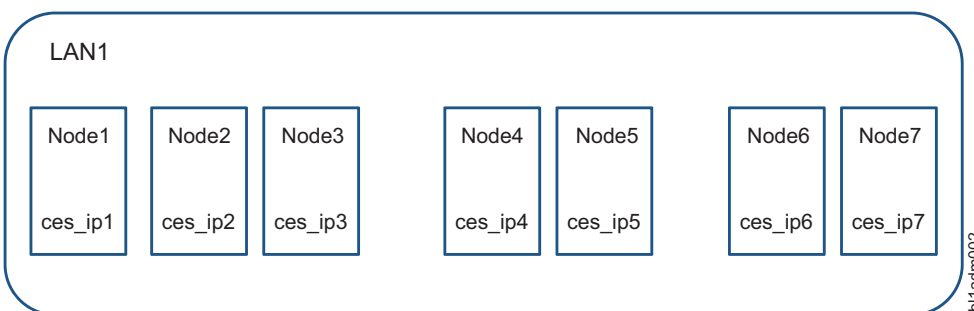 LAN1
Node1 Node2 Node3 Node4 Node5 Node6 Node7
ces_ip1 ces_ip2 ces_ip3 ces_ip4 ces_ip5 ces_ip6 ces_ip7